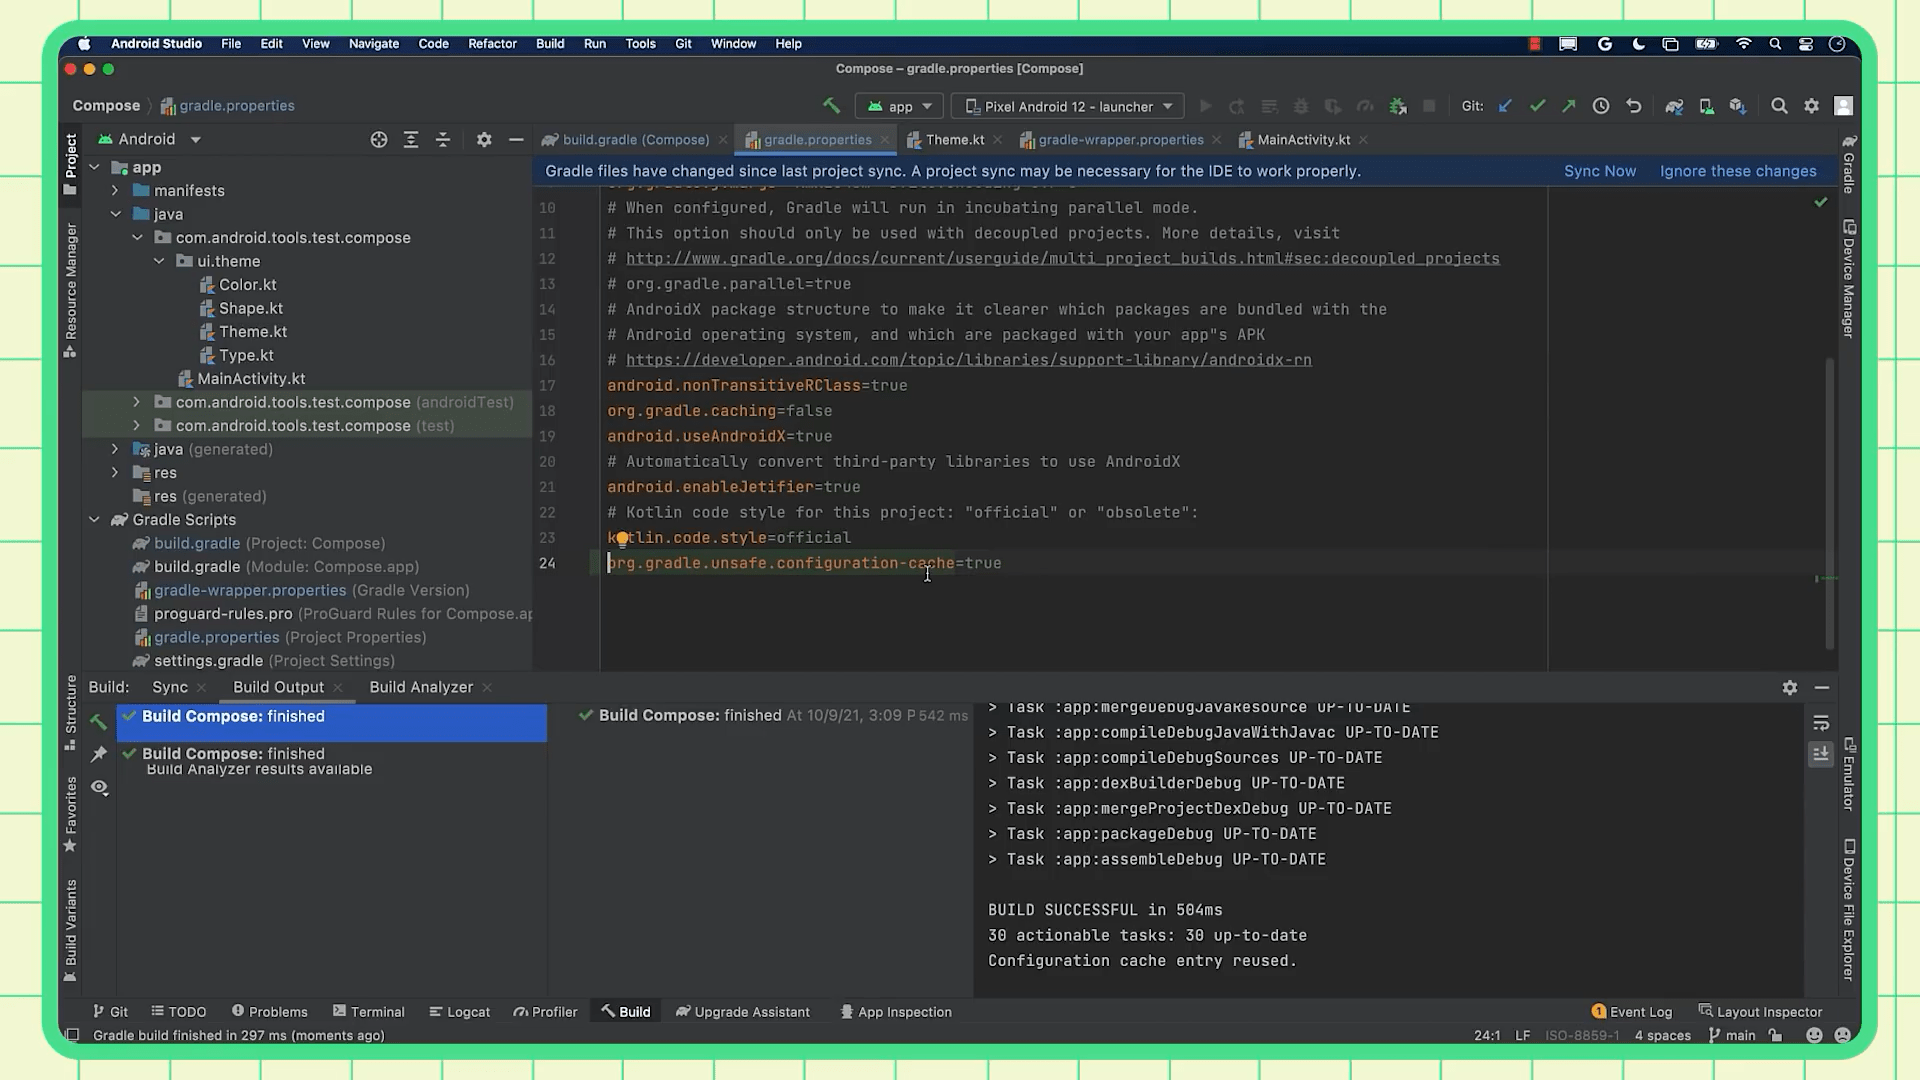 Android Studio File Edit View Navigate Code Refactor Build Run Tools Git Window Help
Compose – gradle.properties [Compose]
Compose gradle.properties
app Pixel Android 12 - launcher Git:
Project
Android
build.gradle (Compose) gradle.properties Theme.kt gradle-wrapper.properties MainActivity.kt
Gradle
Gradle files have changed since last project sync. A project sync may be necessary for the IDE to work properly. Sync Now Ignore these changes
app
manifests
java
com.android.tools.test.compose
ui.theme
Color.kt
Shape.kt
Theme.kt
Type.kt
MainActivity.kt
com.android.tools.test.compose (androidTest)
com.android.tools.test.compose (test)
java (generated)
res
res (generated)
Gradle Scripts
build.gradle (Project: Compose)
build.gradle (Module: Compose.app)
gradle-wrapper.properties (Gradle Version)
proguard-rules.pro (ProGuard Rules for Compose.ap
gradle.properties (Project Properties)
settings.gradle (Project Settings)
Resource Manager
10 # When configured, Gradle will run in incubating parallel mode.
11 # This option should only be used with decoupled projects. More details, visit
12 # http://www.gradle.org/docs/current/userguide/multi_project_builds.html#sec:decoupled_projects
13 # org.gradle.parallel=true
14 # AndroidX package structure to make it clearer which packages are bundled with the
15 # Android operating system, and which are packaged with your app"s APK
16 # https://developer.android.com/topic/libraries/support-library/androidx-rn
17 android.nonTransitiveRClass=true
18 org.gradle.caching=false
19 android.useAndroidX=true
20 # Automatically convert third-party libraries to use AndroidX
21 android.enableJetifier=true
22 # Kotlin code style for this project: "official" or "obsolete":
23 k tlin.code.style=official
24 org.gradle.unsafe.configuration-cache=true
Device Manager
Build: Sync Build Output Build Analyzer
Structure
Favorites
Build Variants
Build Compose: finished
Build Compose: finished
Build Analyzer results available
Build Compose: finished At 10/9/21, 3:09 P 542 ms
> Task :app:mergeDebugJavaResource UP-TO-DATE
> Task :app:compileDebugJavaWithJavac UP-TO-DATE
> Task :app:compileDebugSources UP-TO-DATE
> Task :app:dexBuilderDebug UP-TO-DATE
> Task :app:mergeProjectDexDebug UP-TO-DATE
> Task :app:packageDebug UP-TO-DATE
> Task :app:assembleDebug UP-TO-DATE
BUILD SUCCESSFUL in 504ms
30 actionable tasks: 30 up-to-date
Configuration cache entry reused.
Emulator
Device File Explorer
Git TODO Problems Terminal Logcat Profiler Build Upgrade Assistant App Inspection 1 Event Log Layout Inspector
Gradle build finished in 297 ms (moments ago) 24:1 LF ISO-8859-1 4 spaces main